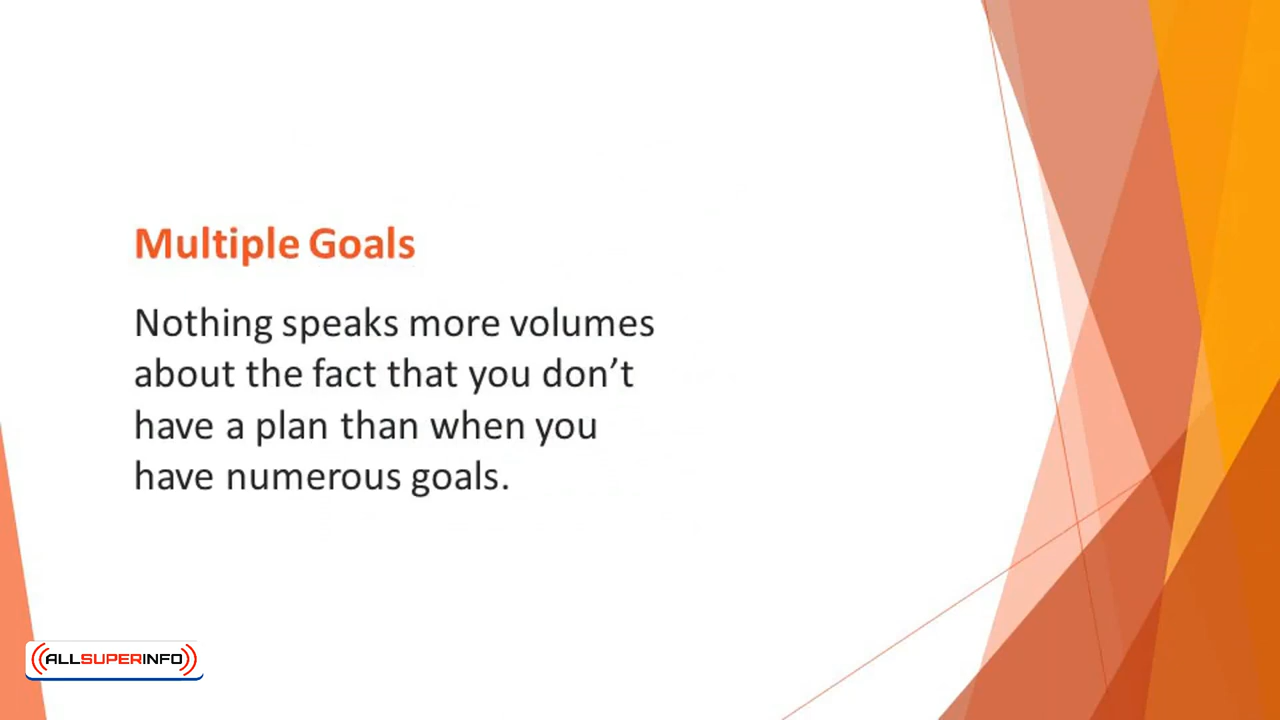 Multiple Goals
Nothing speaks more volumes
about the fact that you don’t
have a plan than when you
have numerous goals.
ALLSUPERINFO